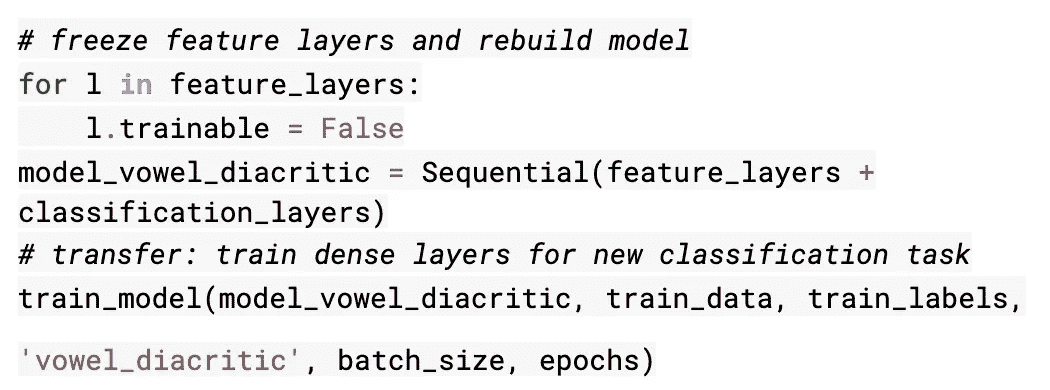 # freeze feature layers and rebuild model
for l in feature_layers:
    l.trainable = False
model_vowel_diacritic = Sequential(feature_layers +
classification_layers)
# transfer: train dense layers for new classification task
train_model(model_vowel_diacritic, train_data, train_labels,
'vowel_diacritic', batch_size, epochs)